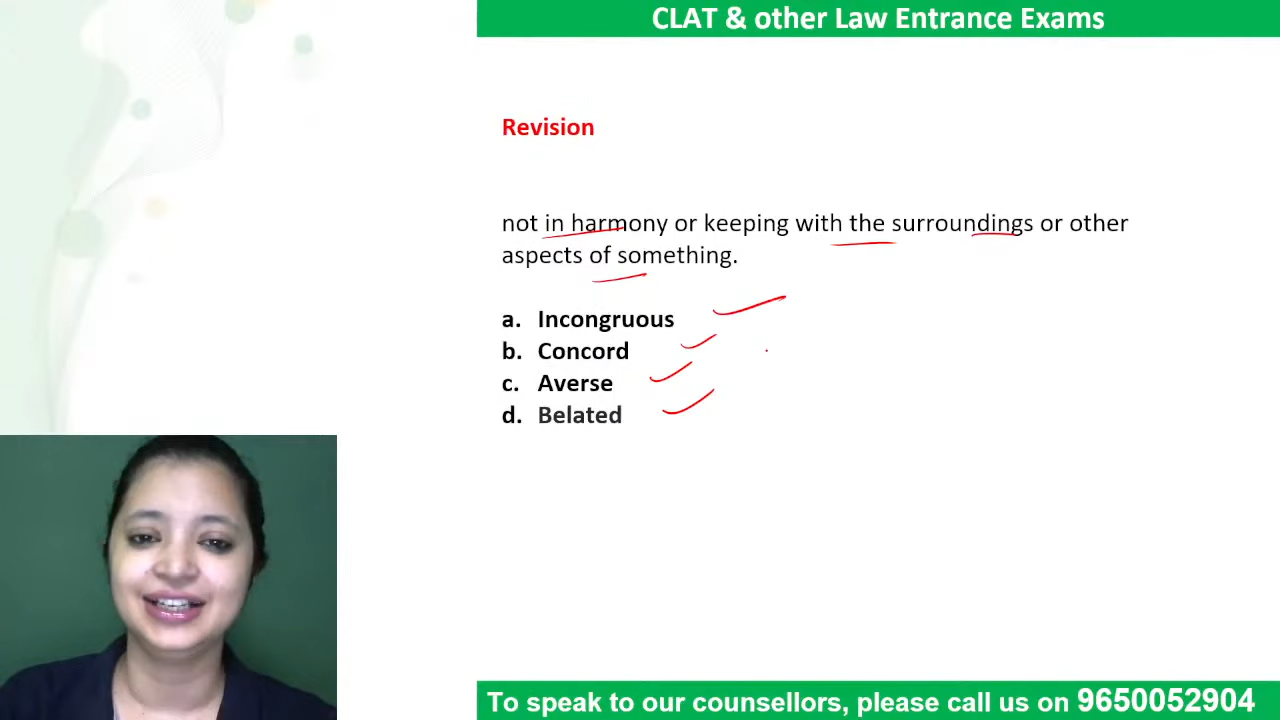 CLAT & other Law Entrance Exams
Revision
not in harmony or keeping with the surroundings or other
aspects of something.
a. Incongruous
b. Concord
c. Averse
d. Belated
To speak to our counsellors, please call us on 9650052904